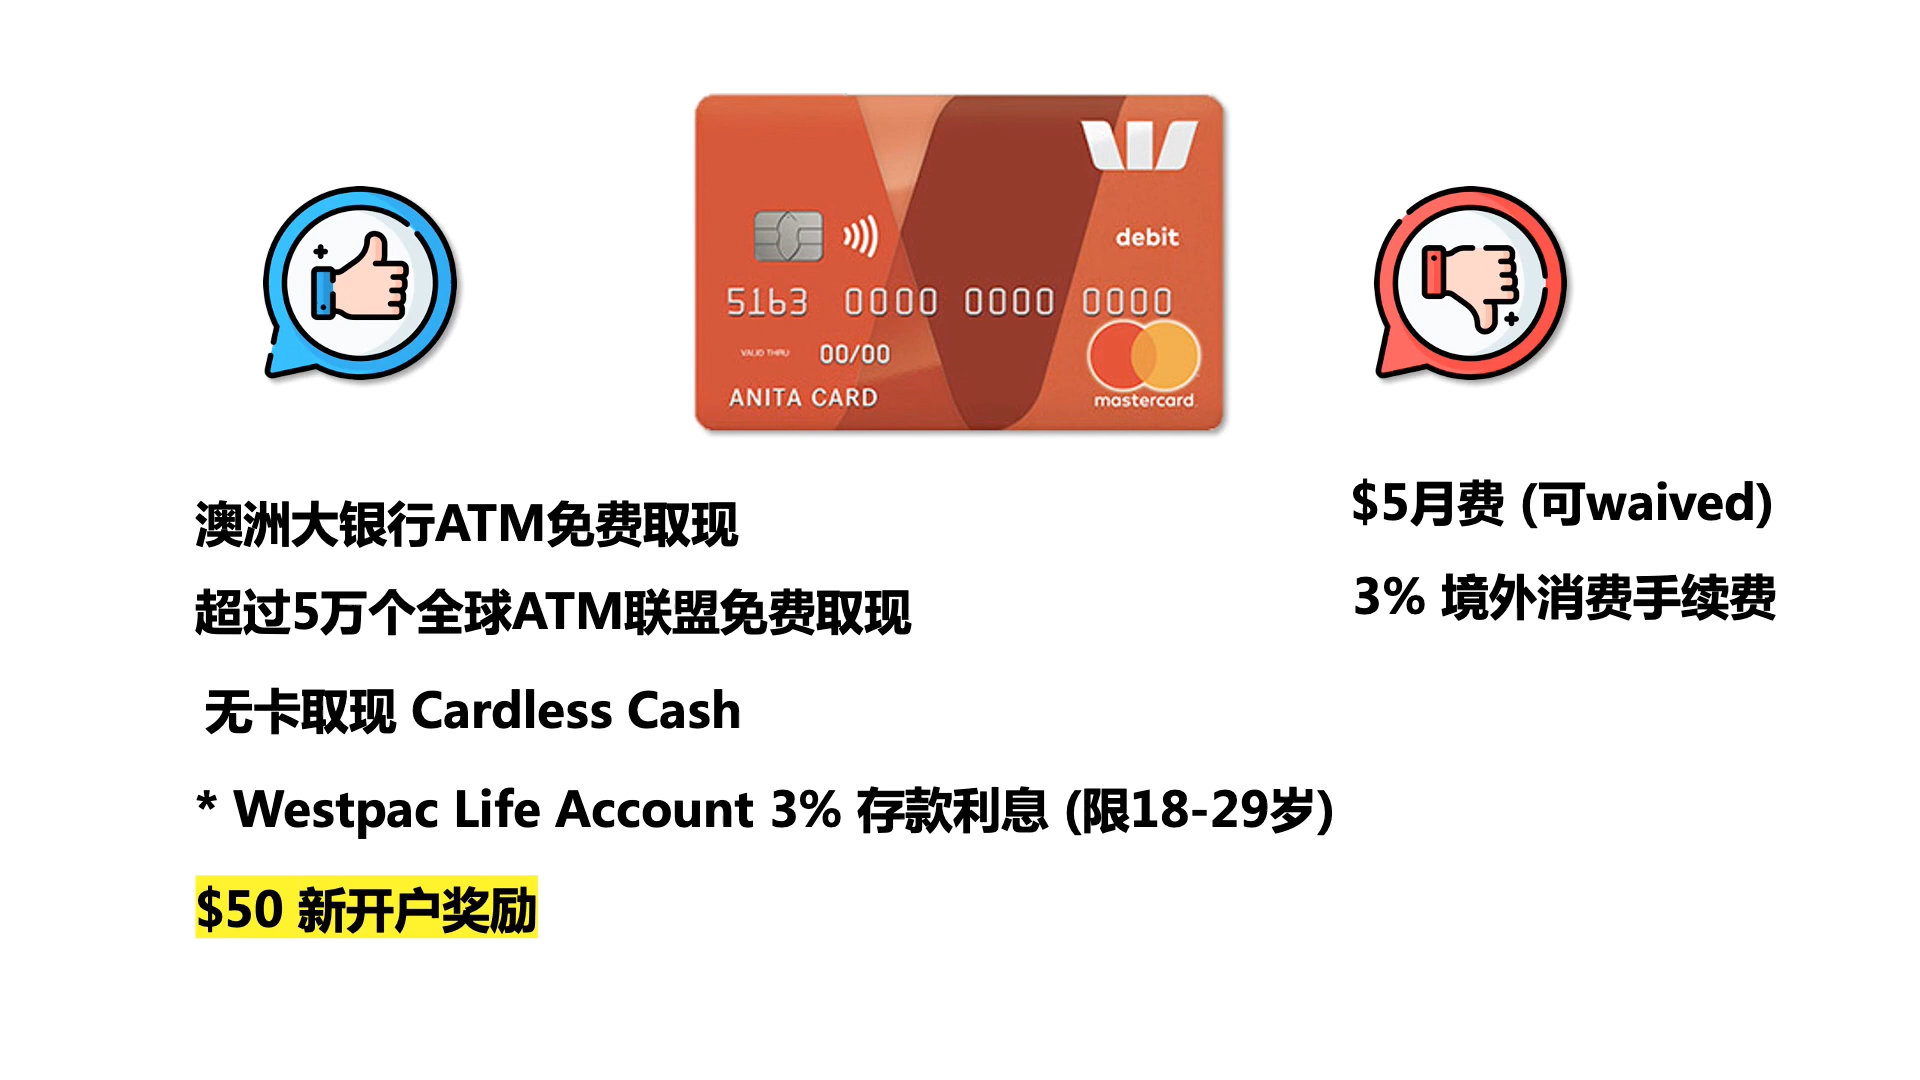 debit
5163 0000 0000 0000
VALID THRU 00/00
ANITA CARD
mastercard.
澳洲大银行ATM免费取现
超过5万个全球ATM联盟免费取现
无卡取现 Cardless Cash
* Westpac Life Account 3% 存款利息 (限18-29岁)
$50 新开户奖励
$5月费 (可waived)
3% 境外消费手续费